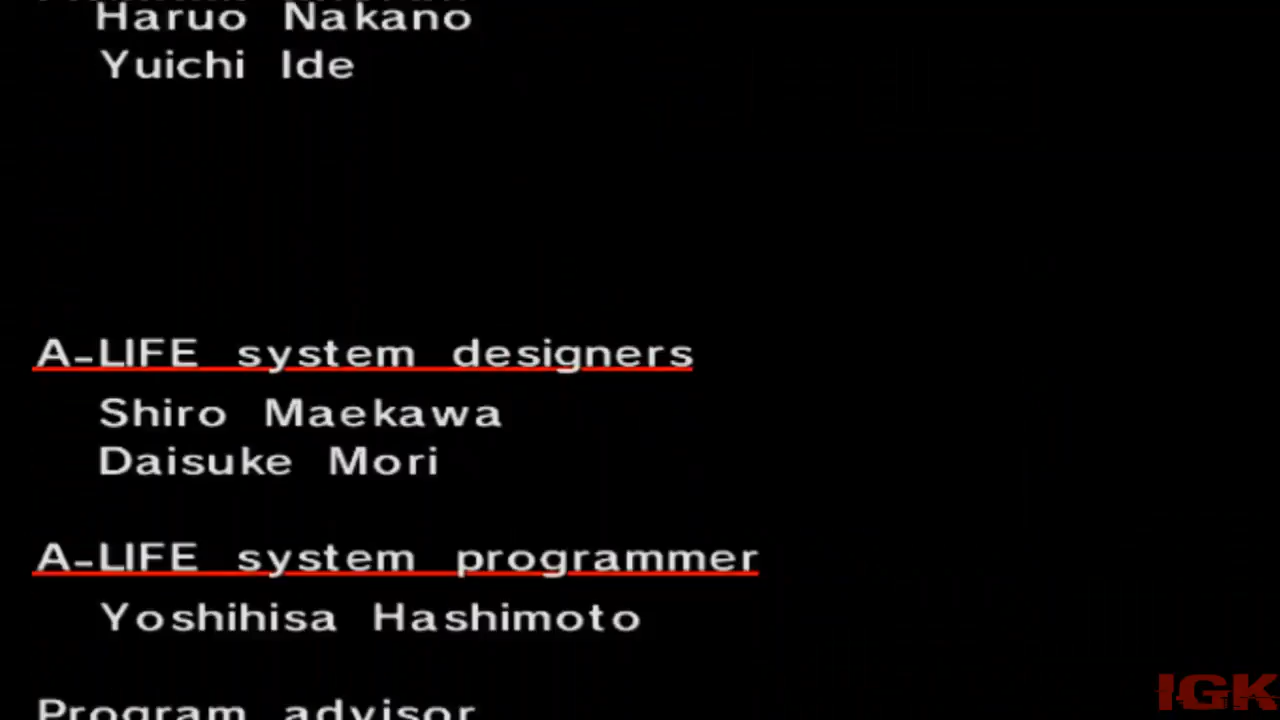 Haruo Nakano
Yuichi Ide
A-LIFE system designers
Shiro Maekawa
Daisuke Mori
A-LIFE system programmer
Yoshihisa Hashimoto
Program advisor
IGK